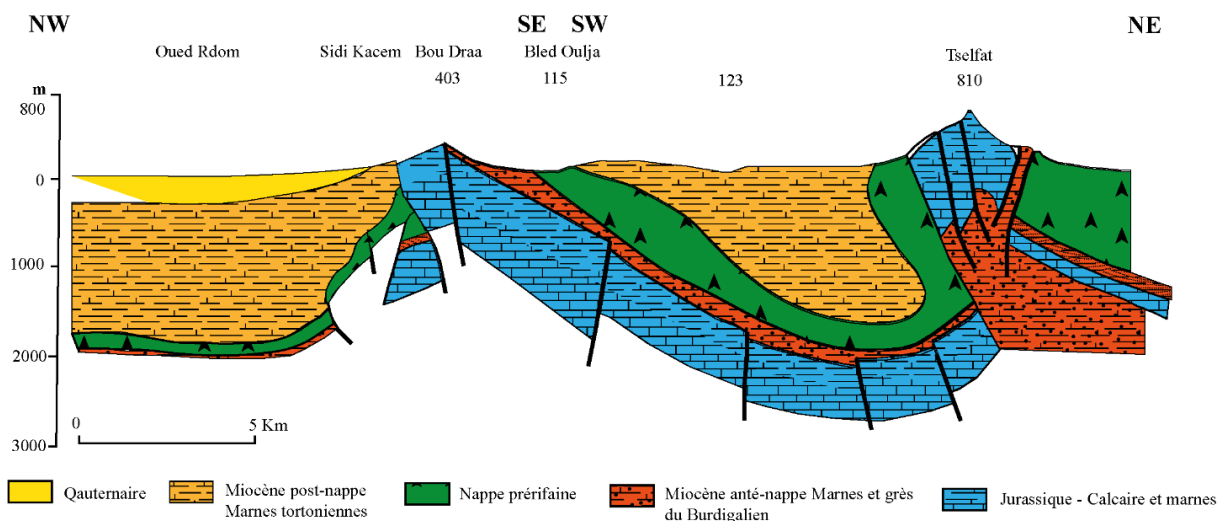 NW SE SW NE
Oued Rdom Sidi Kacem Bou Draa Bled Oulja Tselfat
403 115 123 810
m
800
0
1000
2000
3000
0 5 Km
Qauternaire
Miocène post-nappe
Marnes tortoniennes
Nappe prérifaine
Miocène anté-nappe Marnes et grès
du Burdigalien
Jurassique - Calcaire et marnes